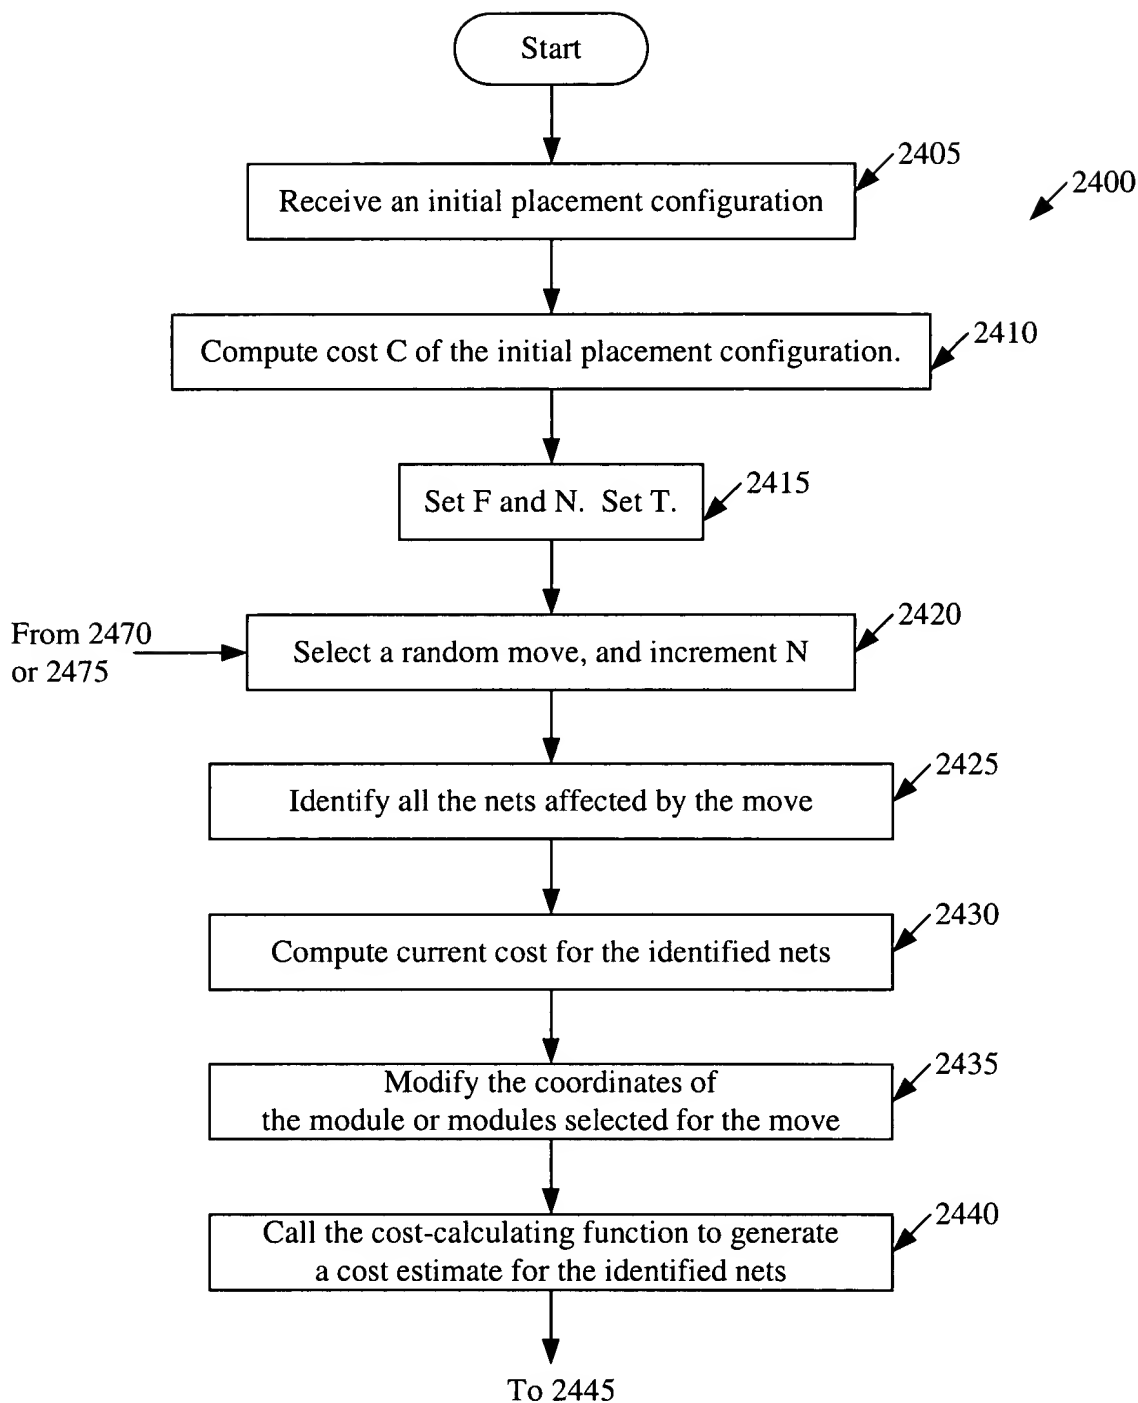 Start
2405
Receive an initial placement configuration
2400
2410
Compute cost C of the initial placement configuration.
2415
Set F and N. Set T.
2420
From 2470
or 2475
Select a random move, and increment N
2425
Identify all the nets affected by the move
2430
Compute current cost for the identified nets
2435
Modify the coordinates of
the module or modules selected for the move
2440
Call the cost-calculating function to generate
a cost estimate for the identified nets
To 2445